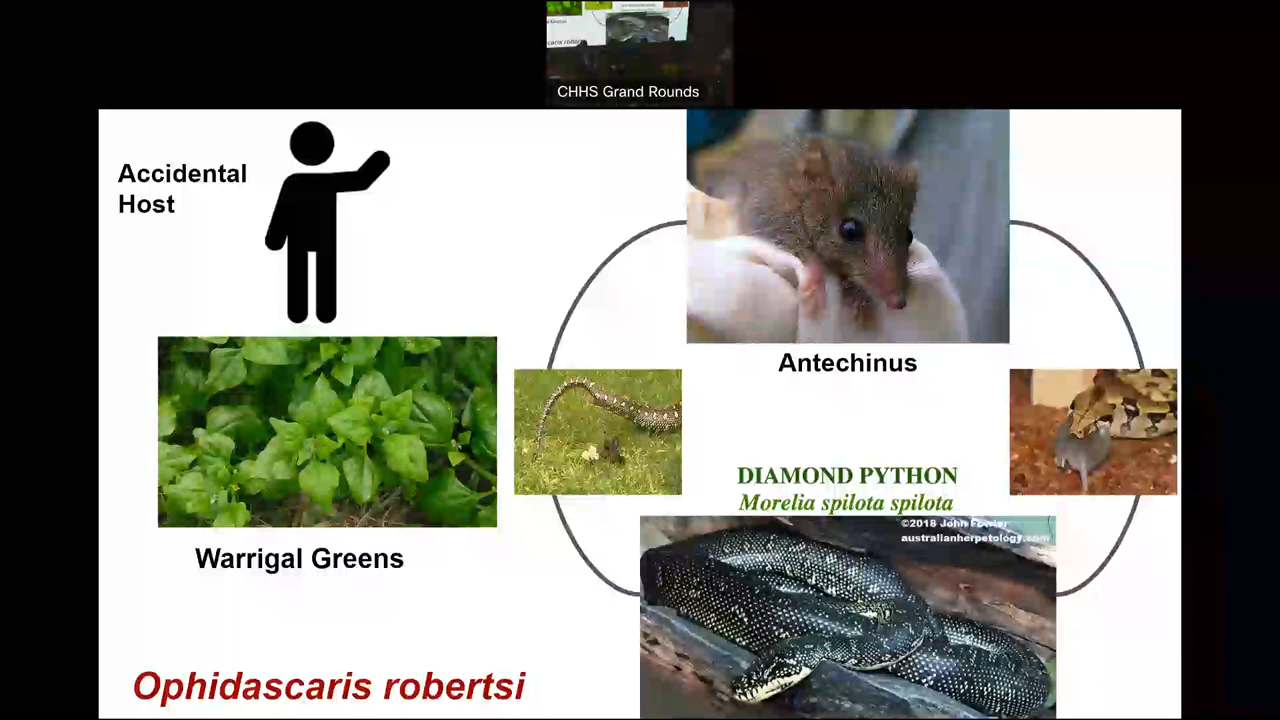 CHHS Grand Rounds
Accidental
Host
Antechinus
DIAMOND PYTHON
Morelia spilota spilota
©2018 John Fowler
australianherpetology.com
Warrigal Greens
Ophidascaris robertsi